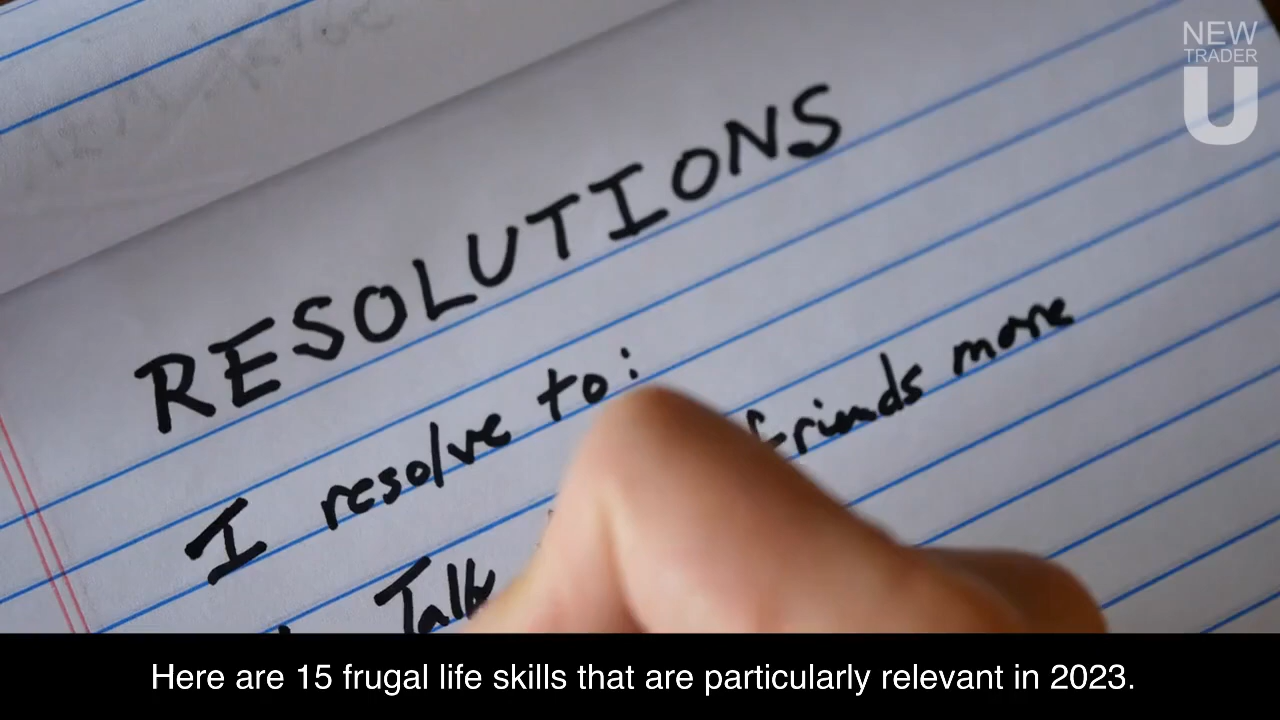 NEW
TRADER
U
RESOLUTIONS
I resolve to:
Talk friends more
Here are 15 frugal life skills that are particularly relevant in 2023.